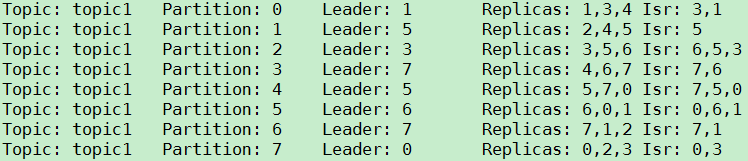 Topic: topic1 Partition: 0 Leader: 1 Replicas: 1,3,4 Isr: 3,1
Topic: topic1 Partition: 1 Leader: 5 Replicas: 2,4,5 Isr: 5
Topic: topic1 Partition: 2 Leader: 3 Replicas: 3,5,6 Isr: 6,5,3
Topic: topic1 Partition: 3 Leader: 7 Replicas: 4,6,7 Isr: 7,6
Topic: topic1 Partition: 4 Leader: 5 Replicas: 5,7,0 Isr: 7,5,0
Topic: topic1 Partition: 5 Leader: 6 Replicas: 6,0,1 Isr: 0,6,1
Topic: topic1 Partition: 6 Leader: 7 Replicas: 7,1,2 Isr: 7,1
Topic: topic1 Partition: 7 Leader: 0 Replicas: 0,2,3 Isr: 0,3